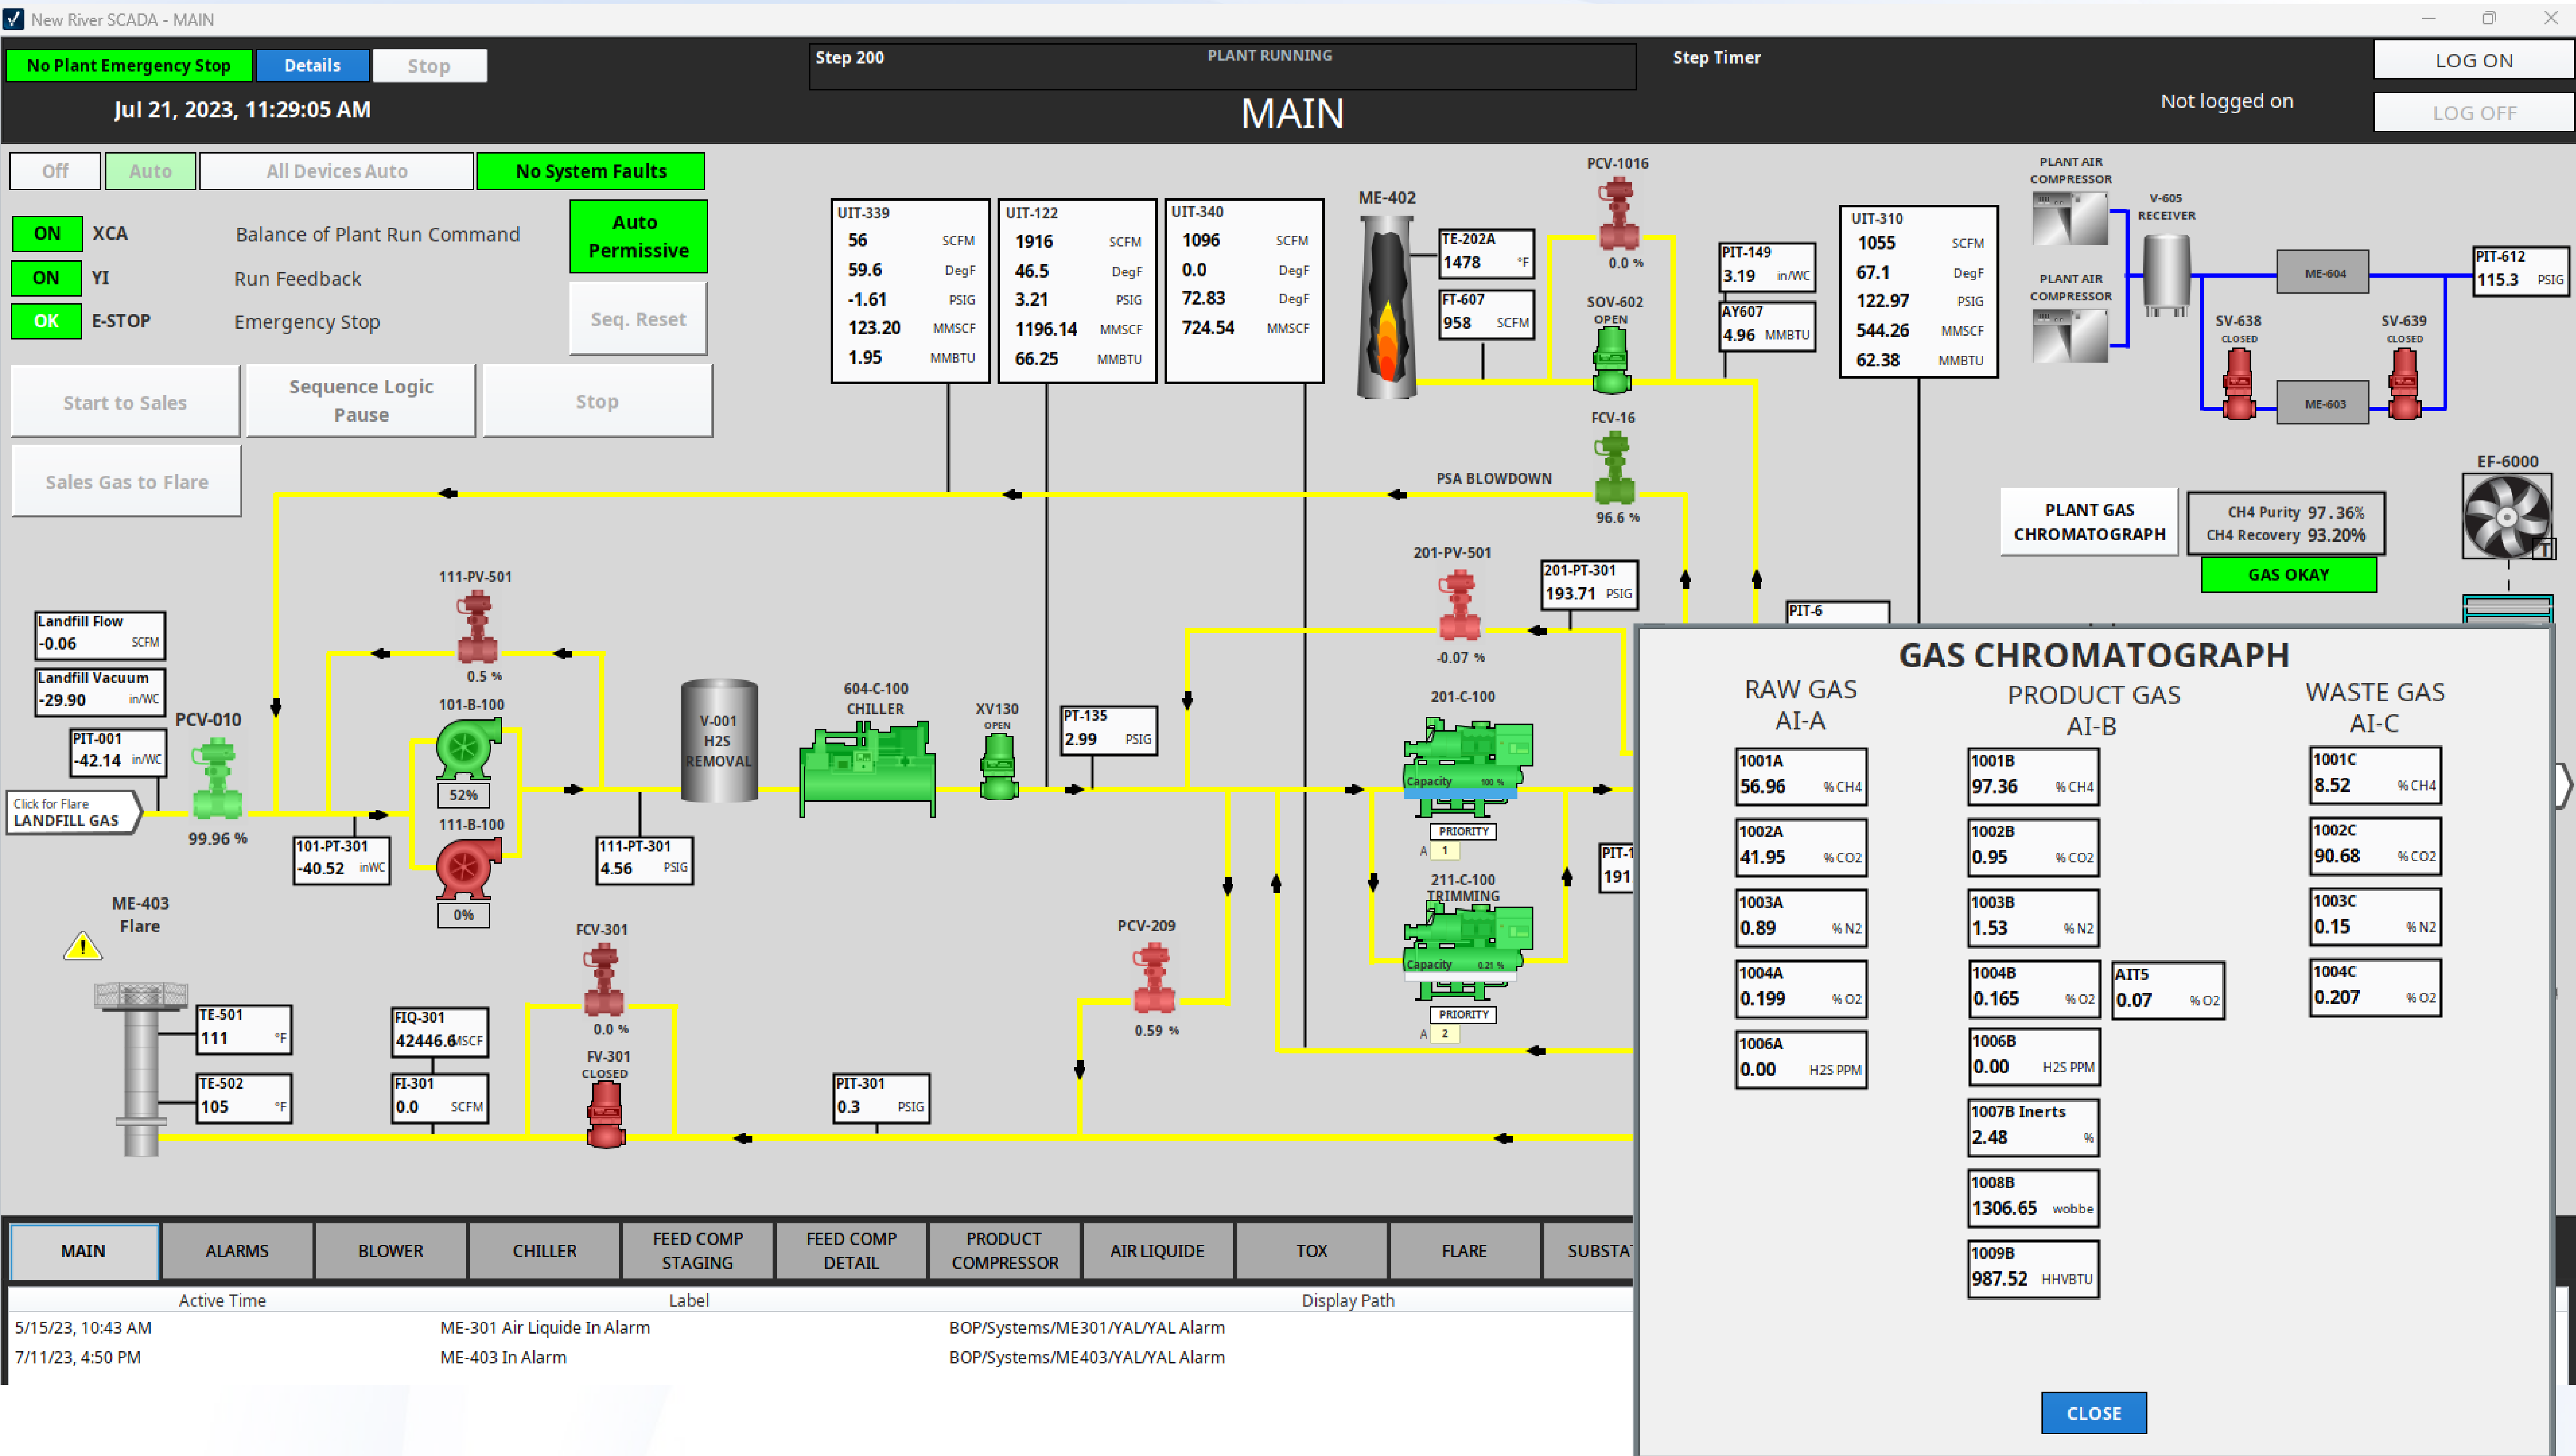 New River SCADA - MAIN
No Plant Emergency Stop Details Stop
Step 200 PLANT RUNNING Step Timer
LOG ON
Jul 21, 2023, 11:29:05 AM
MAIN
Not logged on
LOG OFF
Off Auto All Devices Auto No System Faults
ON XCA Balance of Plant Run Command
ON YI Run Feedback
OK E-STOP Emergency Stop
Auto
Permissive
Seq. Reset
Start to Sales
Sequence Logic
Pause
Stop
Sales Gas to Flare
UIT-339
56 SCFM
59.6 DegF
-1.61 PSIG
123.20 MMSCF
1.95 MMBTU
UIT-122
1916 SCFM
46.5 DegF
3.21 PSIG
1196.14 MMSCF
66.25 MMBTU
UIT-340
1096 SCFM
0.0 DegF
72.83 DegF
724.54 MMSCF
ME-402
TE-202A
1478 °F
FT-607
958 SCFM
PCV-1016
0.0 %
SOV-602
OPEN
FCV-16
96.6 %
PIT-149
3.19 in/WC
AY607
4.96 MMBTU
UIT-310
1055 SCFM
67.1 DegF
122.97 PSIG
544.26 MMSCF
62.38 MMBTU
PLANT AIR
COMPRESSOR
PLANT AIR
COMPRESSOR
V-605
RECEIVER
ME-604
PIT-612
115.3 PSIG
SV-638
CLOSED
SV-639
CLOSED
ME-603
EF-6000
T
PLANT GAS
CHROMATOGRAPH
CH4 Purity 97.36%
CH4 Recovery 93.20%
GAS OKAY
PSA BLOWDOWN
201-PV-501
-0.07 %
201-PT-301
193.71 PSIG
PIT-6
Landfill Flow
-0.06 SCFM
Landfill Vacuum
-29.90 in/WC
PIT-001
-42.14 in/WC
PCV-010
99.96 %
Click for Flare
LANDFILL GAS
111-PV-501
0.5 %
101-B-100
52%
111-B-100
0%
101-PT-301
-40.52 inWC
111-PT-301
4.56 PSIG
V-001
H2S
REMOVAL
604-C-100
CHILLER
XV130
OPEN
PT-135
2.99 PSIG
201-C-100
Capacity 100 %
PRIORITY
A 1
211-C-100
TRIMMING
Capacity 0.21 %
PRIORITY
A 2
PIT-1
191
ME-403
Flare
TE-501
111 °F
TE-502
105 °F
FIQ-301
42446.6 MSCF
FI-301
0.0 SCFM
FCV-301
0.0 %
FV-301
CLOSED
PIT-301
0.3 PSIG
PCV-209
0.59 %
GAS CHROMATOGRAPH
RAW GAS
AI-A
1001A
56.96 % CH4
1002A
41.95 % CO2
1003A
0.89 % N2
1004A
0.199 % O2
1006A
0.00 H2S PPM
PRODUCT GAS
AI-B
1001B
97.36 % CH4
1002B
0.95 % CO2
1003B
1.53 % N2
1004B
0.165 % O2
AIT5
0.07 % O2
1006B
0.00 H2S PPM
1007B Inerts
2.48 %
1008B
1306.65 wobbe
1009B
987.52 HHVBTU
WASTE GAS
AI-C
1001C
8.52 % CH4
1002C
90.68 % CO2
1003C
0.15 % N2
1004C
0.207 % O2
CLOSE
MAIN ALARMS BLOWER CHILLER
FEED COMP
STAGING
FEED COMP
DETAIL
PRODUCT
COMPRESSOR
AIR LIQUIDE TOX FLARE SUBSTA
Active Time Label Display Path
5/15/23, 10:43 AM ME-301 Air Liquide In Alarm BOP/Systems/ME301/YAL/YAL Alarm
7/11/23, 4:50 PM ME-403 In Alarm BOP/Systems/ME403/YAL/YAL Alarm